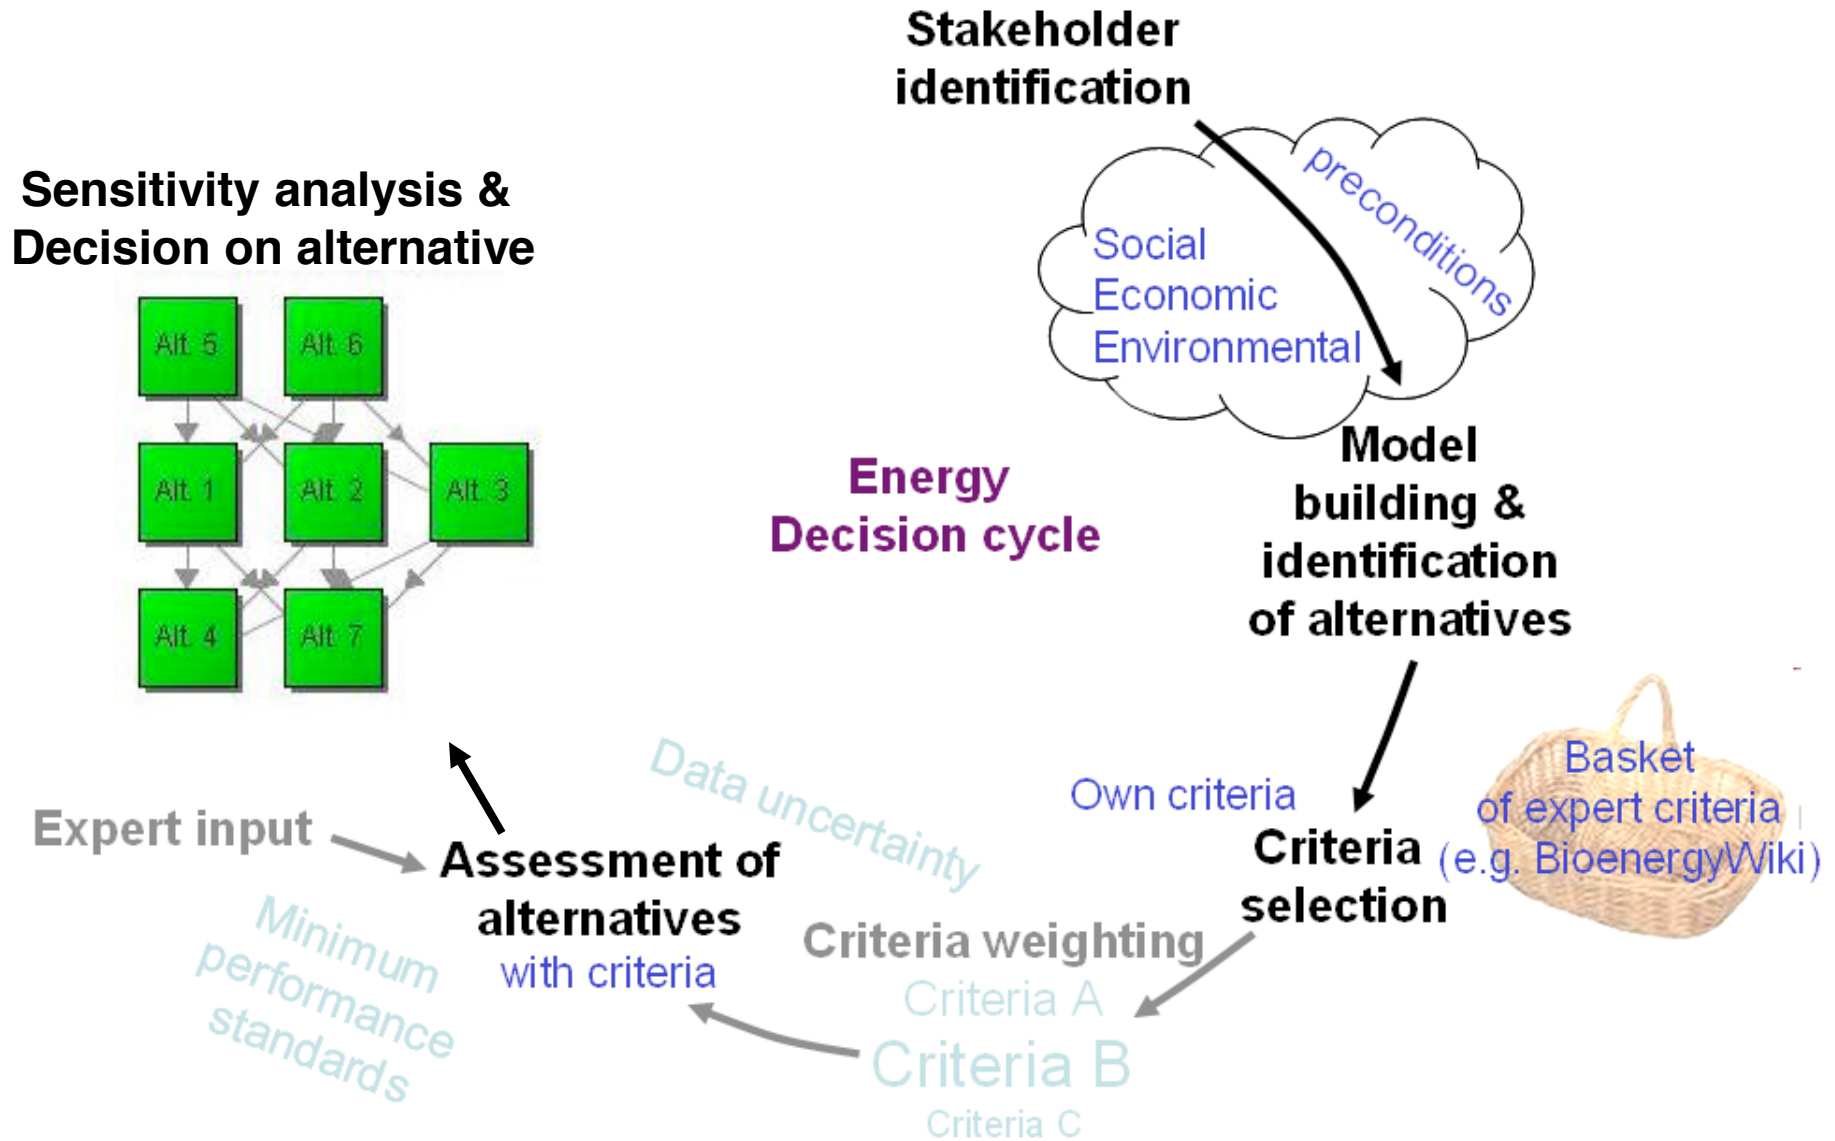 Stakeholder
identification
preconditions
Social
Economic
Environmental
Sensitivity analysis &
Decision on alternative
Alt. 5
Alt. 6
Alt. 1
Alt. 2
Alt. 3
Alt. 4
Alt. 7
Energy
Decision cycle
Model
building &
identification
of alternatives
Basket
of expert criteria
(e.g. BioenergyWiki)
Own criteria
Criteria
selection
Data uncertainty
Criteria weighting
Criteria A
Criteria B
Criteria C
Expert input
Assessment of
alternatives
with criteria
Minimum
performance
standards